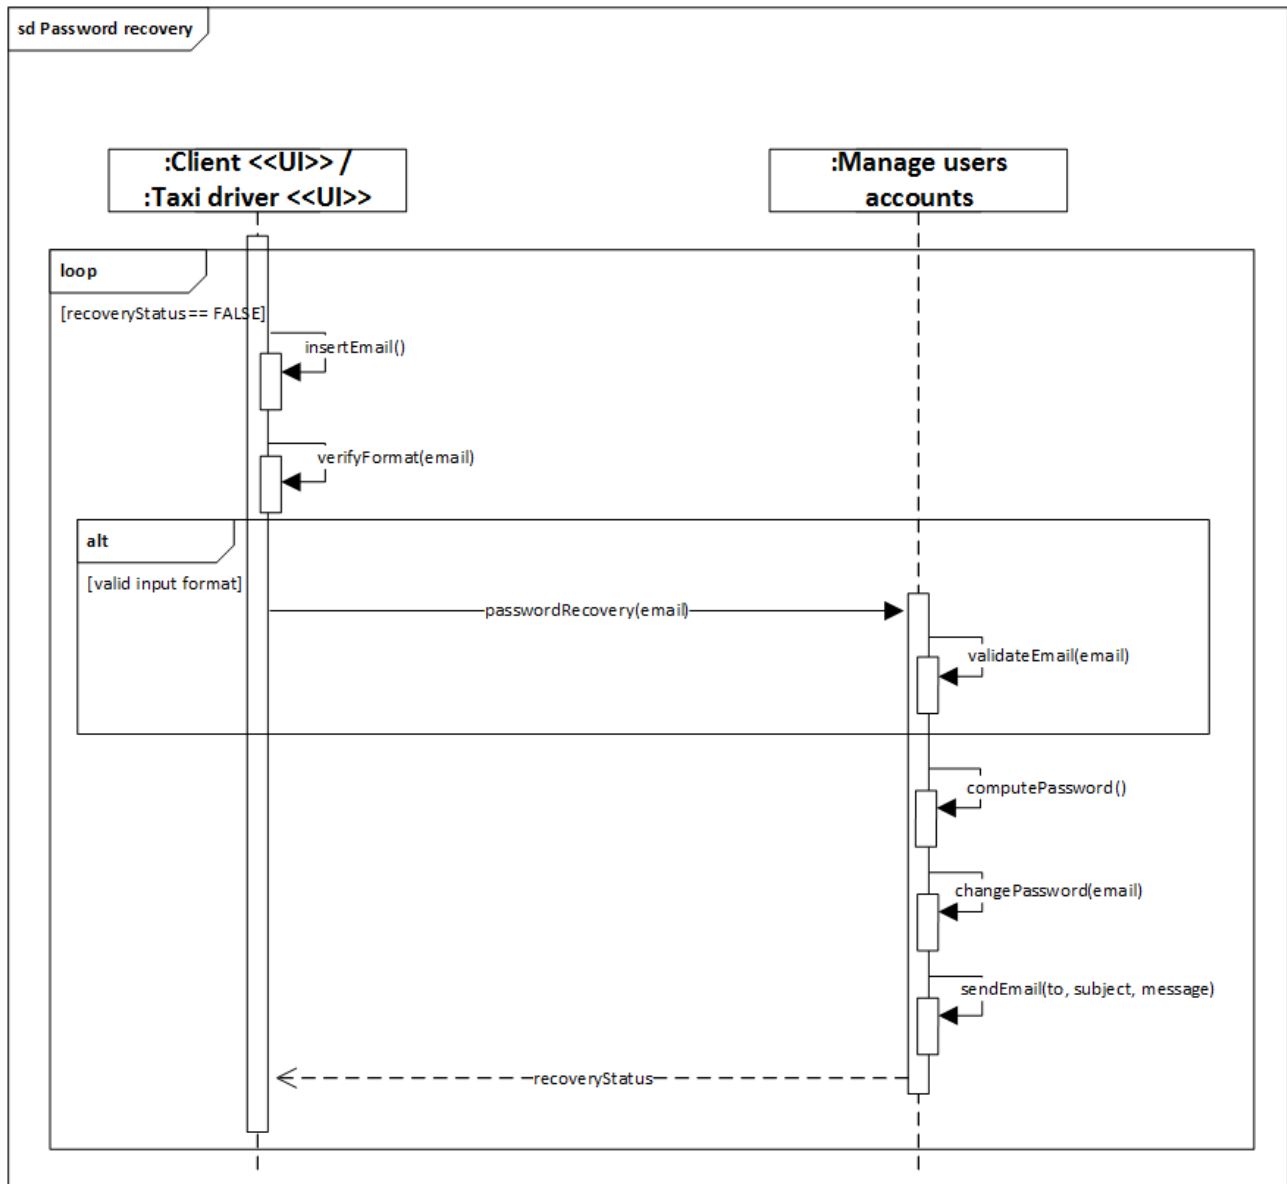 sd Password recovery
:Client <<UI>> /
:Taxi driver <<UI>>
:Manage users
accounts
loop
[recoveryStatus== FALSE]
insertEmail()
verifyFormat(email)
alt
[valid input format]
passwordRecovery(email)
validateEmail(email)
computePassword()
changePassword(email)
sendEmail(to, subject, message)
recoveryStatus